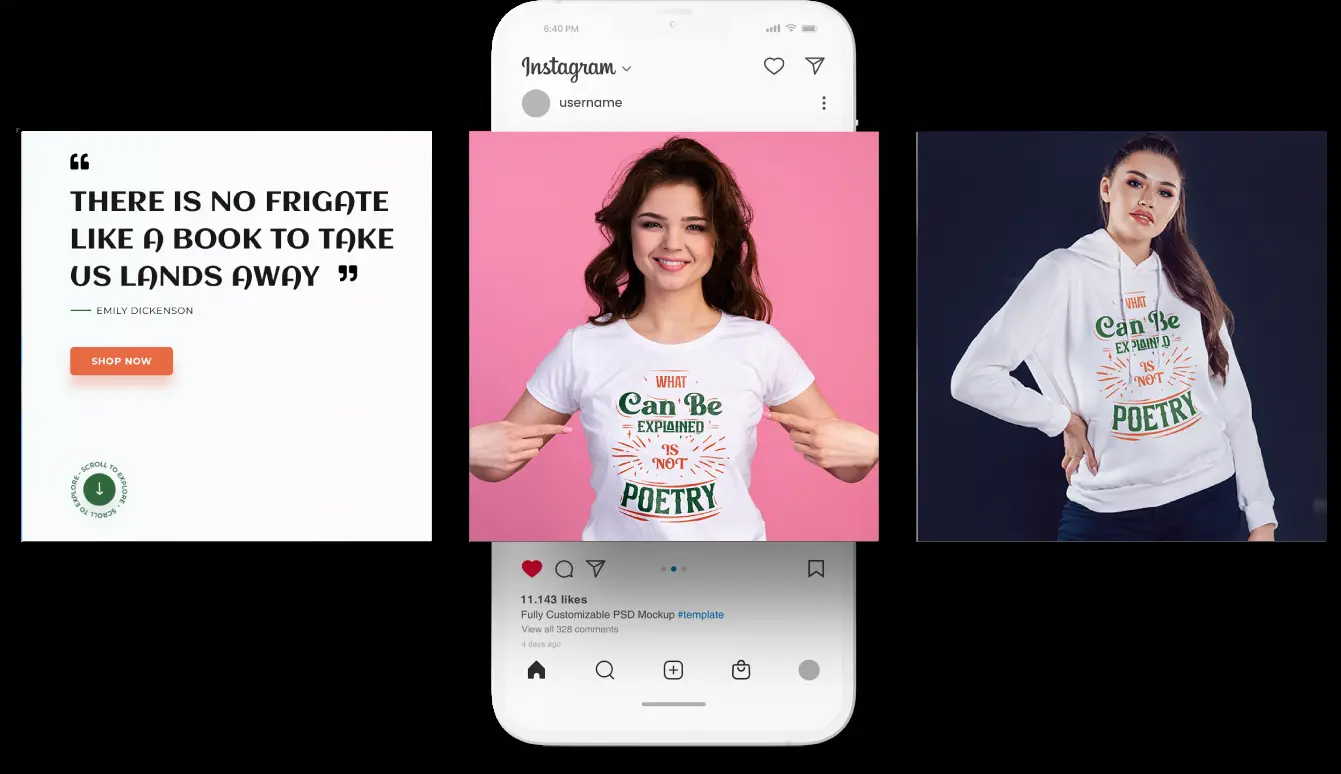 6:40 PM
Instagram
username
“
THERE IS NO FRIGATE
LIKE A BOOK TO TAKE
US LANDS AWAY ”
EMILY DICKENSON
SHOP NOW
SCROLL TO EXPLORE - SCROLL TO EXPLORE -
WHAT
Can Be
EXPLAINED
IS
NOT
POETRY
WHAT
Can Be
EXPLAINED
IS
NOT
POETRY
11.143 likes
Fully Customizable PSD Mockup #template
View all 328 comments
4 days ago